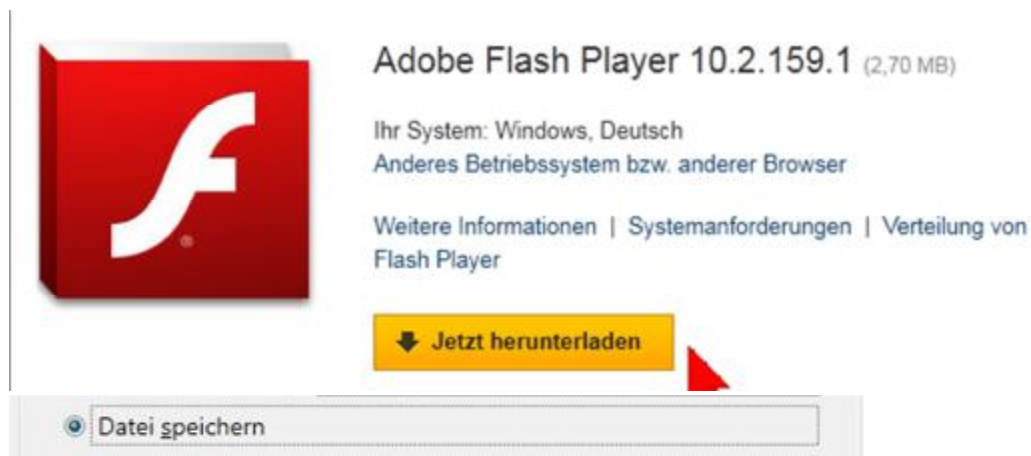 Adobe Flash Player 10.2.159.1 (2,70 MB)
Ihr System: Windows, Deutsch
Anderes Betriebssystem bzw. anderer Browser
Weitere Informationen | Systemanforderungen | Verteilung von
Flash Player
Jetzt herunterladen
Datei speichern